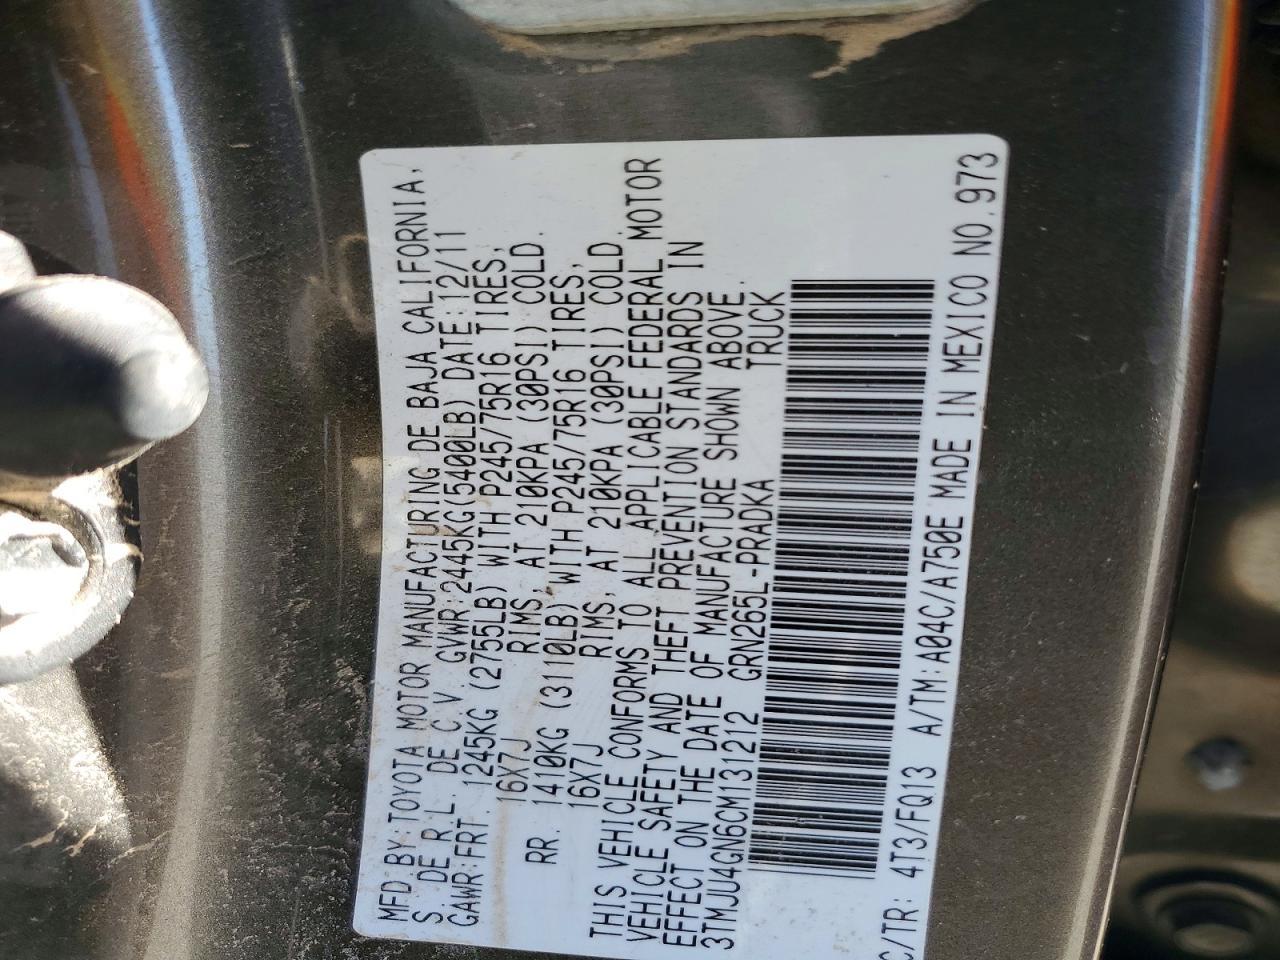 MFD BY:TOYOTA MOTOR MANUFACTURING DE BAJA CALIFORNIA,
S. DE R.L. DE C.V. GVWR:2445KG(5400LB) DATE:12/11
GAWR:FRT. 1245KG (2755LB) WITH P245/75R16 TIRES,
16X7J RIMS, AT 210KPA (30PSI) COLD.
RR. 1410KG (3110LB) WITH P245/75R16 TIRES,
16X7J RIMS, AT 210KPA (30PSI) COLD
THIS VEHICLE CONFORMS TO ALL APPLICABLE FEDERAL MOTOR
VEHICLE SAFETY AND THEFT PREVENTION STANDARDS IN
EFFECT ON THE DATE OF MANUFACTURE SHOWN ABOVE.
3TMJU4GN6CM131212 GRN265L-PRADKA TRUCK
C/TR: 4T3/FQ13 A/TM:A04C/A750E MADE IN MEXICO NO.973